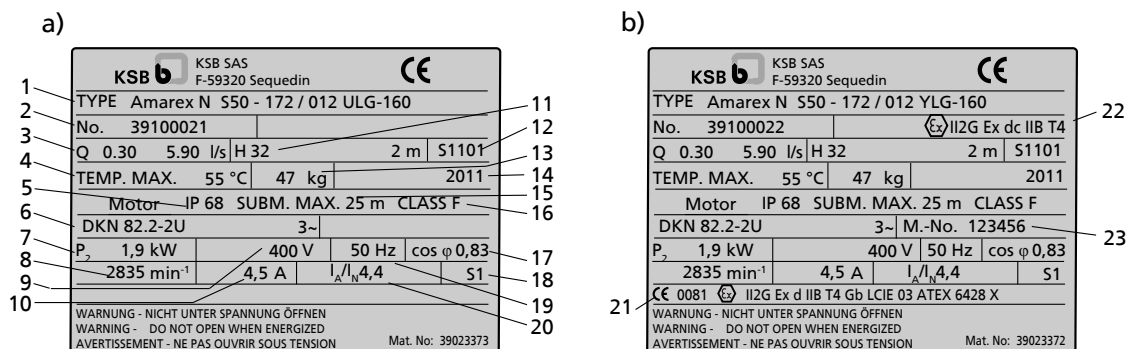 a)
KSB
KSB SAS
F-59320 Sequedin
CE
TYPE Amarex N S50 - 172 / 012 ULG-160
No. 39100021
Q 0.30 5.90 l/s H 32 2 m S1101
TEMP. MAX. 55 °C 47 kg 2011
Motor IP 68 SUBM. MAX. 25 m CLASS F
DKN 82.2-2U 3~
P₂ 1,9 kW 400 V 50 Hz cos φ 0,83
2835 min⁻¹ 4,5 A I_A/I_N 4,4 S1
WARNUNG - NICHT UNTER SPANNUNG ÖFFNEN
WARNING - DO NOT OPEN WHEN ENERGIZED
AVERTISSEMENT - NE PAS OUVRIR SOUS TENSION Mat. No: 39023373
1
2
3
4
5
6
7
8
9
10
11
12
13
14
15
16
17
18
19
20
b)
KSB
KSB SAS
F-59320 Sequedin
CE
TYPE Amarex N S50 - 172 / 012 YLG-160
No. 39100022 Ex II2G Ex dc IIB T4
Q 0.30 5.90 l/s H 32 2 m S1101
TEMP. MAX. 55 °C 47 kg 2011
Motor IP 68 SUBM. MAX. 25 m CLASS F
DKN 82.2-2U 3~ M.-No. 123456
P₂ 1,9 kW 400 V 50 Hz cos φ 0,83
2835 min⁻¹ 4,5 A I_A/I_N 4,4 S1
CE 0081 Ex II2G Ex d IIB T4 Gb LCIE 03 ATEX 6428 X
WARNUNG - NICHT UNTER SPANNUNG ÖFFNEN
WARNING - DO NOT OPEN WHEN ENERGIZED
AVERTISSEMENT - NE PAS OUVRIR SOUS TENSION Mat. No: 39023372
21
22
23